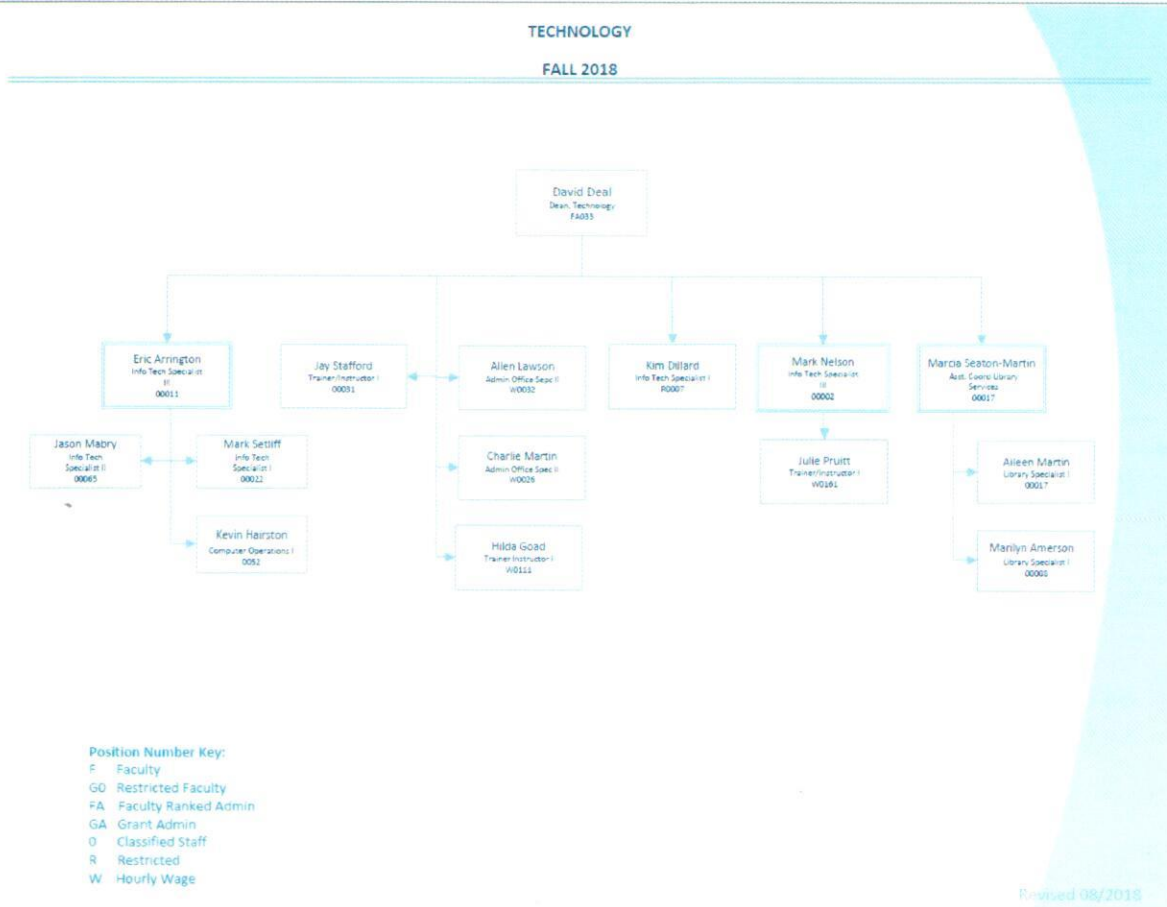 TECHNOLOGY
FALL 2018
David Deal
Dean, Technology
FA033
Eric Arrington
Info Tech Specialist
III
00011
Jay Stafford
Trainer/Instructor I
00031
Allen Lawson
Admin Office Sepc II
W0032
Kim Dillard
Info Tech Specialist I
R0007
Mark Nelson
Info Tech Specialist
III
00002
Marcia Seaton-Martin
Asst. Coord Library
Services
00017
Jason Mabry
Info Tech
Specialist II
00065
Mark Setliff
Info Tech
Specialist I
00022
Charlie Martin
Admin Office Spec II
W0026
Julie Pruitt
Trainer/Instructor I
W0161
Aileen Martin
Library Specialist I
00017
Kevin Hairston
Computer Operations I
0052
Hilda Goad
Trainer Instructor I
W0111
Marilyn Amerson
Library Specialist I
00008
Position Number Key:
F Faculty
G0 Restricted Faculty
FA Faculty Ranked Admin
GA Grant Admin
0 Classified Staff
R Restricted
W Hourly Wage
Revised 08/2018